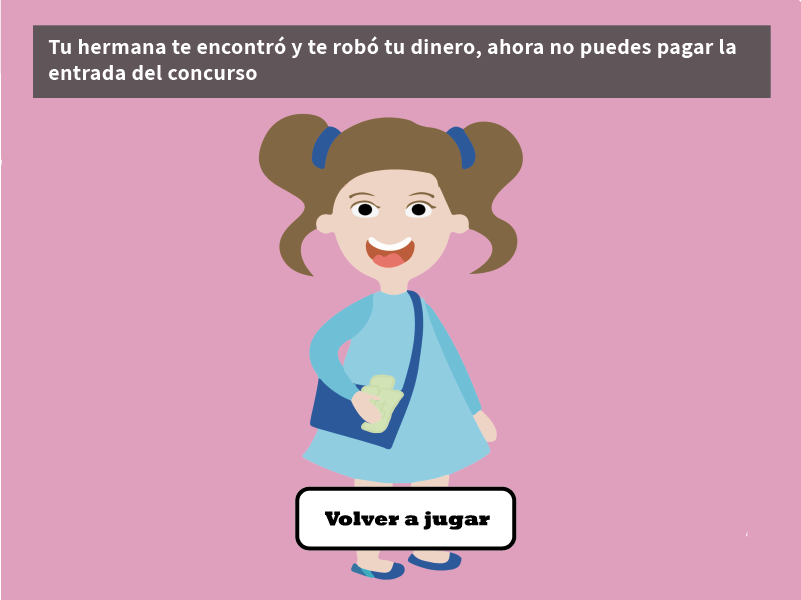 Tu hermana te encontró y te robó tu dinero, ahora no puedes pagar la
entrada del concurso
Volver a jugar